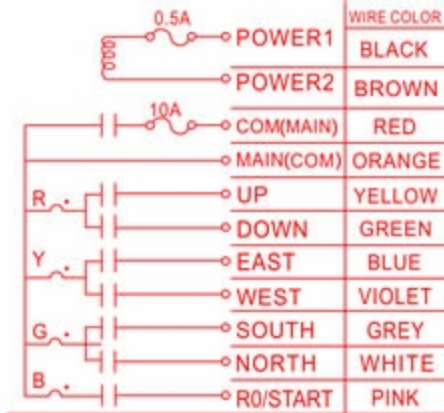 0.5A
WIRE COLOR
POWER1 BLACK
POWER2 BROWN
10A
COM(MAIN) RED
MAIN(COM) ORANGE
R UP YELLOW
DOWN GREEN
Y EAST BLUE
WEST VIOLET
SOUTH GREY
G
NORTH WHITE
B
R0/START PINK